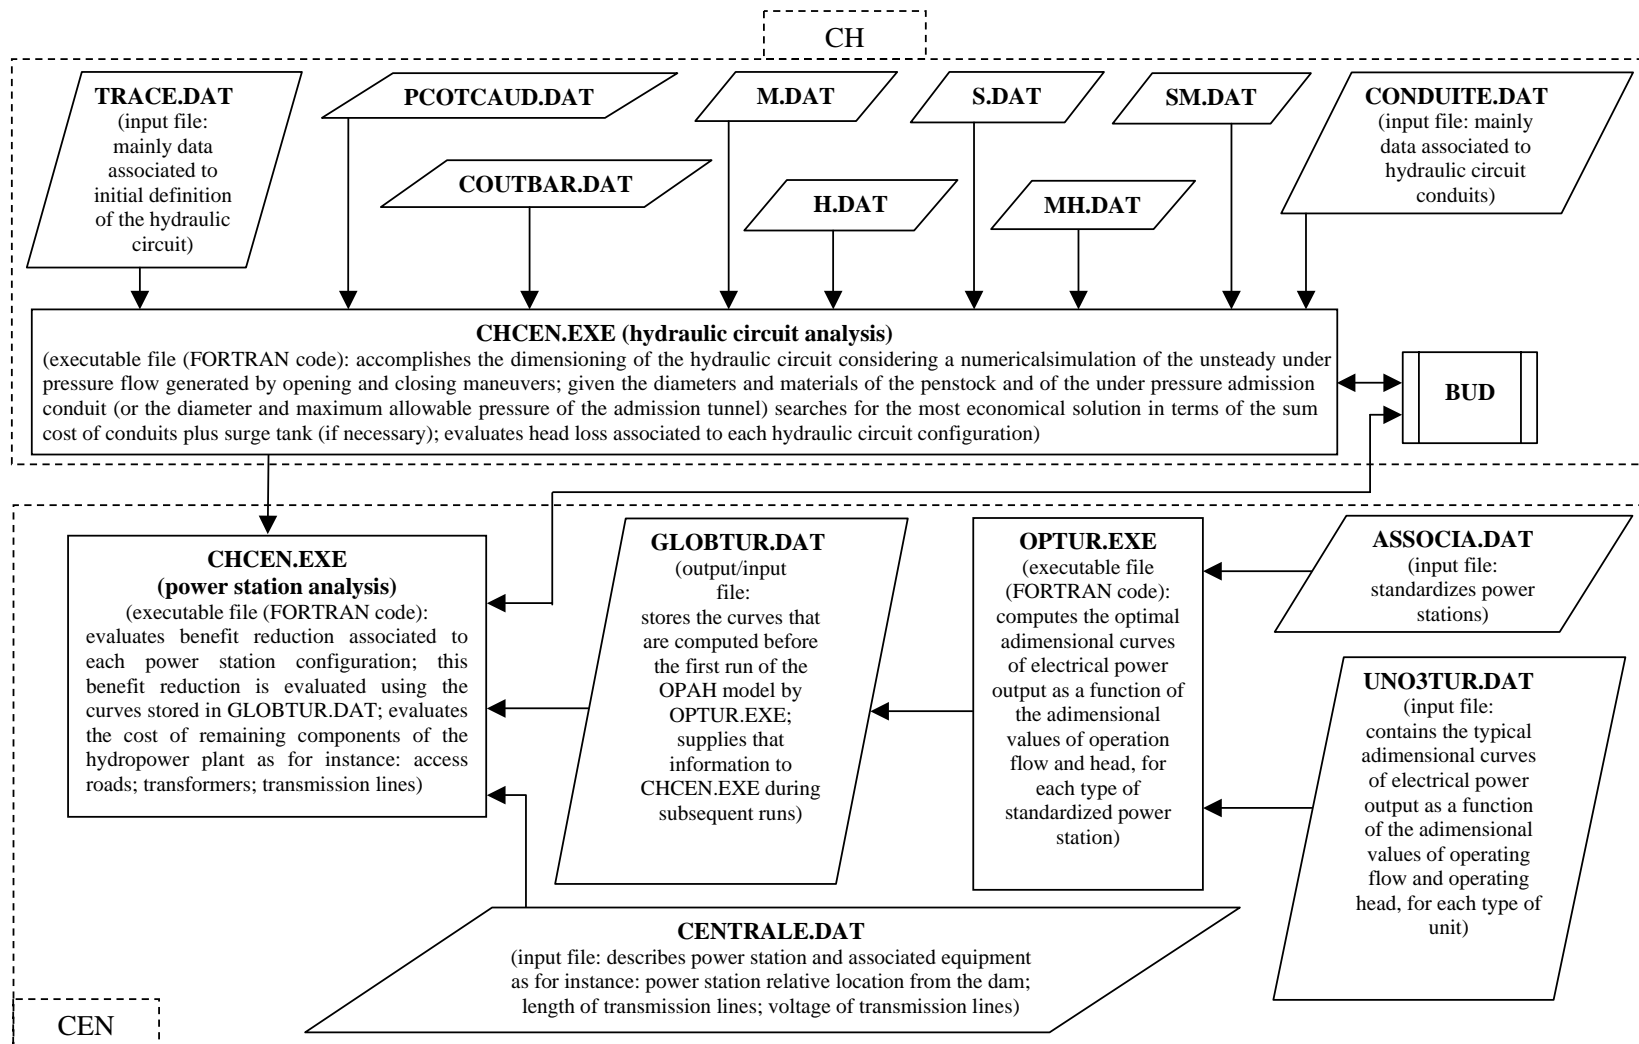 CH
TRACE.DAT
(input file:
mainly data
associated to
initial definition
of the hydraulic
circuit)
PCOTCAUD.DAT
M.DAT
S.DAT
SM.DAT
CONDUITE.DAT
(input file: mainly
data associated to
hydraulic circuit
conduits)
COUTBAR.DAT
H.DAT
MH.DAT
CHCEN.EXE (hydraulic circuit analysis)
(executable file (FORTRAN code): accomplishes the dimensioning of the hydraulic circuit considering a numericalsimulation of the unsteady under
pressure flow generated by opening and closing maneuvers; given the diameters and materials of the penstock and of the under pressure admission
conduit (or the diameter and maximum allowable pressure of the admission tunnel) searches for the most economical solution in terms of the sum
cost of conduits plus surge tank (if necessary); evaluates head loss associated to each hydraulic circuit configuration)
BUD
CHCEN.EXE
(power station analysis)
(executable file (FORTRAN code):
evaluates benefit reduction associated to
each power station configuration; this
benefit reduction is evaluated using the
curves stored in GLOBTUR.DAT; evaluates
the cost of remaining components of the
hydropower plant as for instance: access
roads; transformers; transmission lines)
GLOBTUR.DAT
(output/input
file:
stores the curves that
are computed before
the first run of the
OPAH model by
OPTUR.EXE;
supplies that
information to
CHCEN.EXE during
subsequent runs)
OPTUR.EXE
(executable file
(FORTRAN code):
computes the optimal
adimensional curves
of electrical power
output as a function of
the adimensional
values of operation
flow and head, for
each type of
standardized power
station)
ASSOCIA.DAT
(input file:
standardizes power
stations)
UNO3TUR.DAT
(input file:
contains the typical
adimensional curves
of electrical power
output as a function
of the adimensional
values of operating
flow and operating
head, for each type of
unit)
CENTRALE.DAT
(input file: describes power station and associated equipment
as for instance: power station relative location from the dam;
length of transmission lines; voltage of transmission lines)
CEN